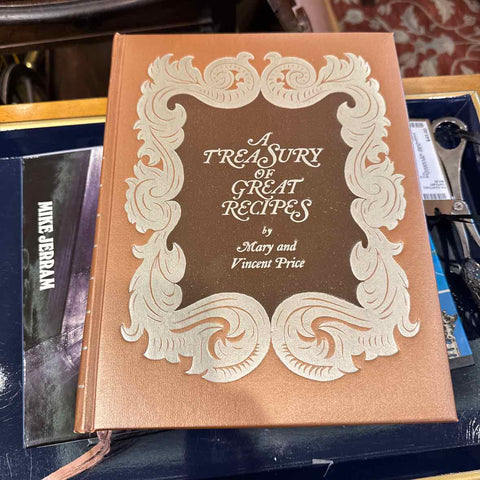 A
TREASURY
OF
GREAT
RECIPES
by
Mary and
Vincent Price
MIKE JERRAM